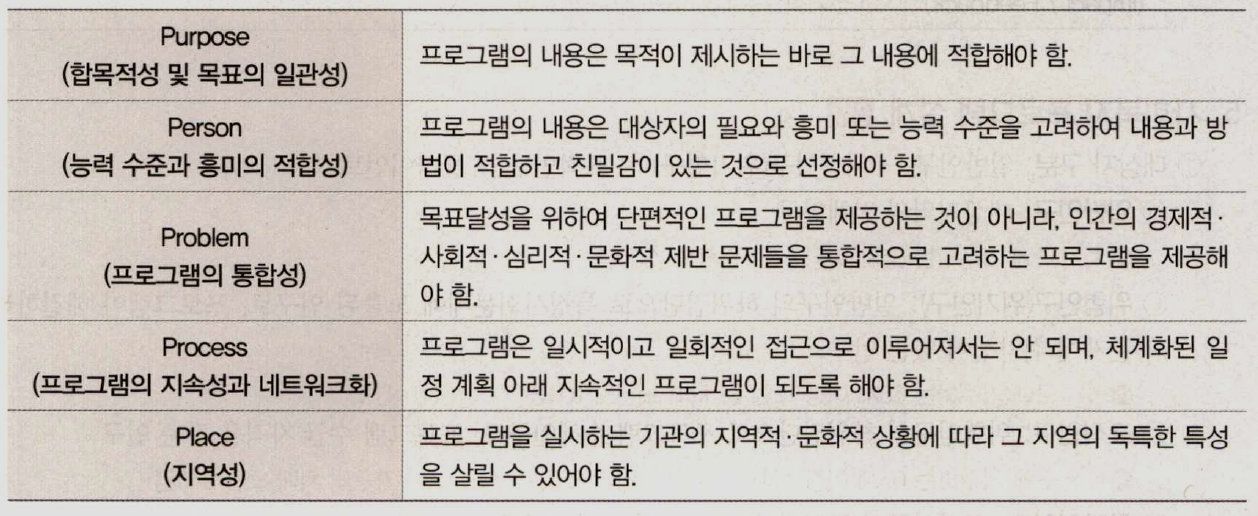 Purpose
(합목적성 및 목표의 일관성)
프로그램의 내용은 목적이 제시하는 바로 그 내용에 적합해야 함.
Person
(능력 수준과 흥미의 적합성)
프로그램의 내용은 대상자의 필요와 흥미 또는 능력 수준을 고려하여 내용과 방
법이 적합하고 친밀감이 있는 것으로 선정해야 함.
Problem
(프로그램의 통합성)
목표달성을 위하여 단편적인 프로그램을 제공하는 것이 아니라, 인간의 경제적·
사회적·심리적·문화적 제반 문제들을 통합적으로 고려하는 프로그램을 제공해
야 함.
Process
(프로그램의 지속성과 네트워크화)
프로그램은 일시적이고 일회적인 접근으로 이루어져서는 안 되며, 체계화된 일
정 계획 아래 지속적인 프로그램이 되도록 해야 함.
Place
(지역성)
프로그램을 실시하는 기관의 지역적·문화적 상황에 따라 그 지역의 독특한 특성
을 살릴 수 있어야 함.